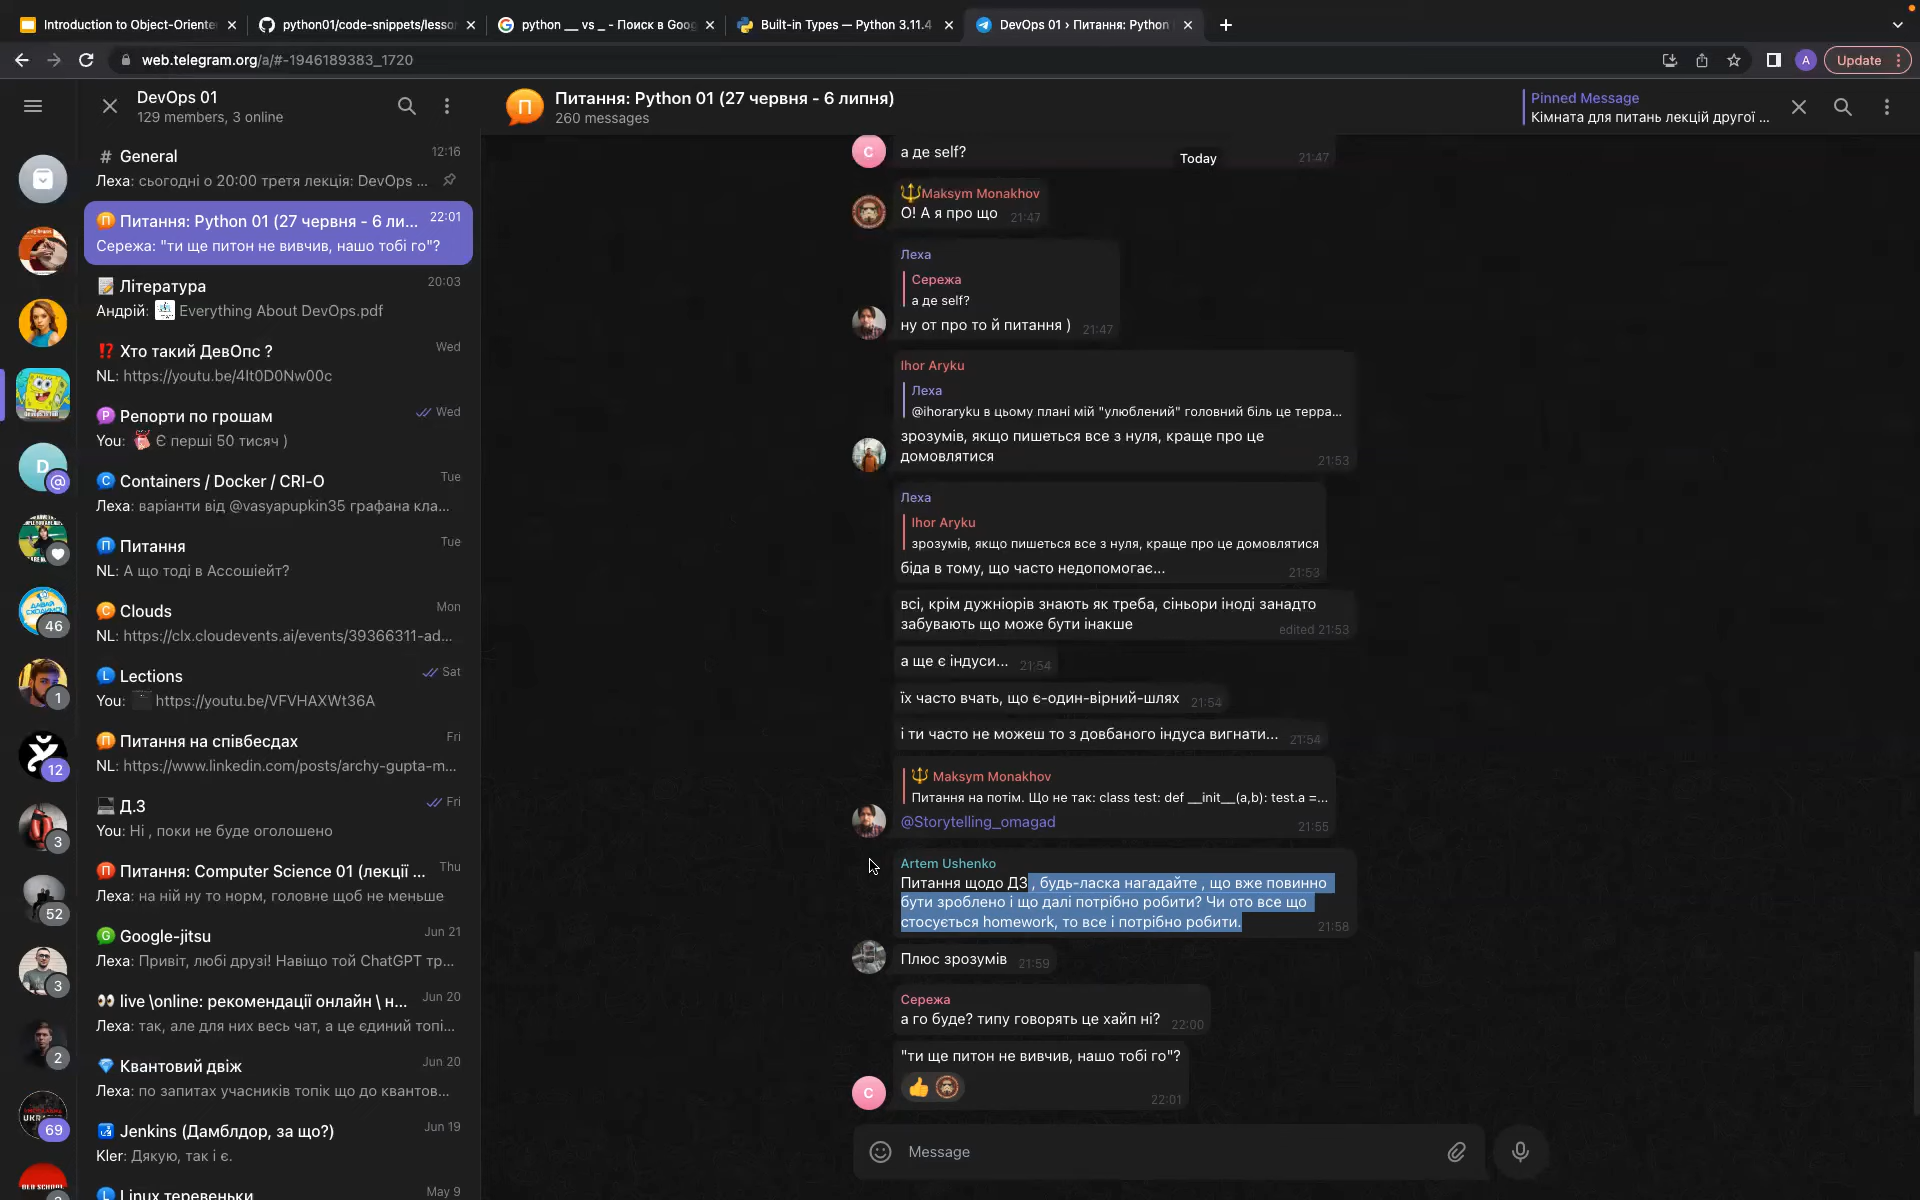 Introduction to Object-Oriente
python01/code-snippets/lesso
python __ vs _ - Поиск в Goo
Built-in Types — Python 3.11.4
DevOps 01 › Питання: Python
web.telegram.org/a/#-1946189383_1720
A
Update
DevOps 01
129 members, 3 online
Питання: Python 01 (27 червня - 6 липня)
260 messages
Pinned Message
Кімната для питань лекцій другої ...
# General 12:16
Леха: сьогодні о 20:00 третя лекція: DevOps ...
Питання: Python 01 (27 червня - 6 ли... 22:01
Сережа: "ти ще питон не вивчив, нашо тобі го"?
Література 20:03
Андрій: Everything About DevOps.pdf
Хто такий ДевОпс ? Wed
NL: https://youtu.be/4It0D0Nw00c
Репорти по грошам Wed
You: Є перші 50 тисяч )
Containers / Docker / CRI-O Tue
Леха: варіанти від @vasyapupkin35 графана кла...
Питання Tue
NL: А що тоді в Ассошіейт?
Clouds Mon
NL: https://clx.cloudevents.ai/events/39366311-ad...
Lections Sat
You: https://youtu.be/VFVHAXWt36A
Питання на співбесдах Fri
NL: https://www.linkedin.com/posts/archy-gupta-m...
Д.З Fri
You: Ні , поки не буде оголошено
Питання: Computer Science 01 (лекції ... Thu
Леха: на ній ну то норм, головне щоб не меньше
Google-jitsu Jun 21
Леха: Привіт, любі друзі! Навіщо той ChatGPT тр...
live \online: рекомендації онлайн \ н... Jun 20
Леха: так, але для них весь чат, а це єдиний топі...
Квантовий двіж Jun 20
Леха: по запитах учасників топік що до квантов...
Jenkins (Дамблдор, за що?) Jun 19
Kler: Дякую, так і є.
Linux теревеньки May 9
D
46
1
12
3
52
3
2
69
C
а де self? 21:47
Today
Maksym Monakhov
О! А я про що 21:47
Леха
Сережа
а де self?
ну от про то й питання ) 21:47
Ihor Aryku
Леха
@ihoraryku в цьому плані мій "улюблений" головний біль це терра...
зрозумів, якщо пишеться все з нуля, краще про це
домовлятися 21:53
Леха
Ihor Aryku
зрозумів, якщо пишеться все з нуля, краще про це домовлятися
біда в тому, що часто недопомогає... 21:53
всі, крім дужніорів знають як треба, сіньори іноді занадто
забувають що може бути інакше edited 21:53
а ще є індуси... 21:54
їх часто вчать, що є-один-вірний-шлях 21:54
і ти часто не можеш то з довбаного індуса вигнати... 21:54
Maksym Monakhov
Питання на потім. Що не так: class test: def __init__(a,b): test.a =...
@Storytelling_omagad 21:55
Artem Ushenko
Питання щодо ДЗ , будь-ласка нагадайте , що вже повинно
бути зроблено і що далі потрібно робити? Чи ото все що
стосується homework, то все і потрібно робити. 21:58
Плюс зрозумів 21:59
Сережа
а го буде? типу говорять це хайп ні? 22:00
"ти ще питон не вивчив, нашо тобі го"?
C
22:01
Message